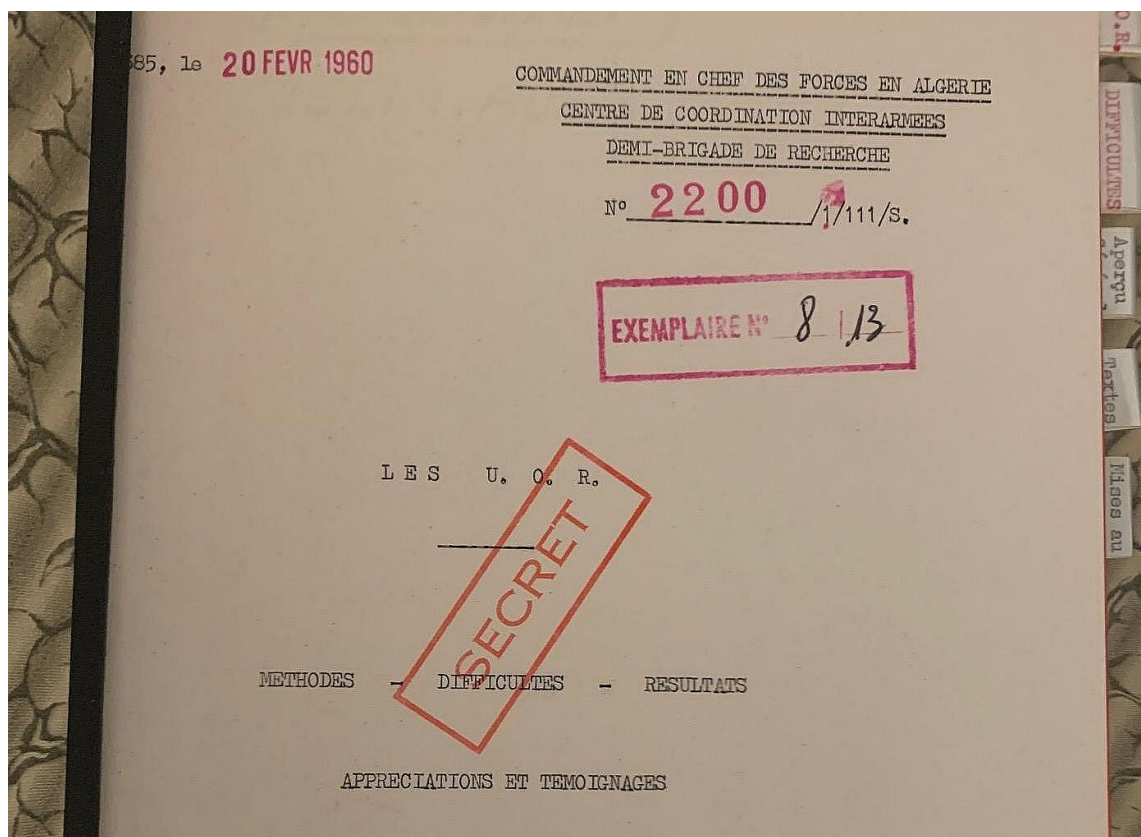 385, le 20 FEVR 1960
COMMANDEMENT EN CHEF DES FORCES EN ALGERIE
CENTRE DE COORDINATION INTERARMEES
DEMI-BRIGADE DE RECHERCHE
N° 2200 /1/111/S.
EXEMPLAIRE N° 8 | 13
LES U. O. R.
SECRET
METHODES - DIFFICULTES - RESULTATS
APPRECIATIONS ET TEMOIGNAGES
O.R.
DIFFICULTES
Aperçu
Textes
Mises au